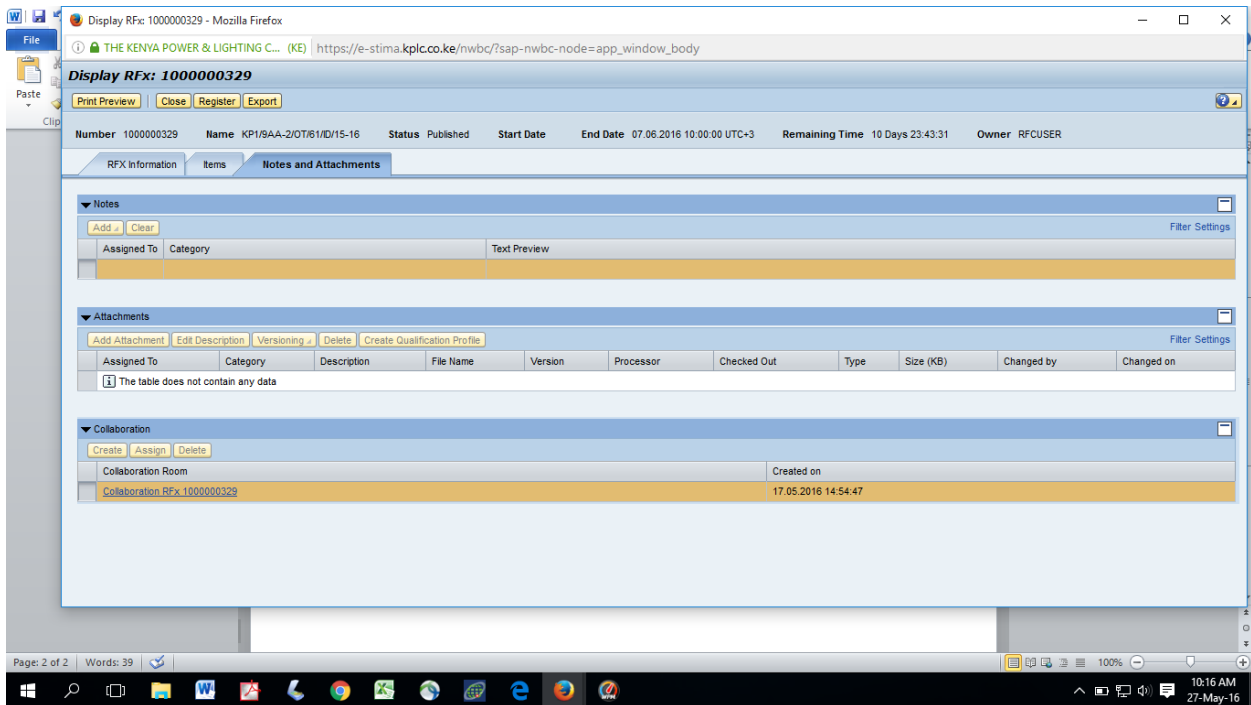 Display RFx: 1000000329 - Mozilla Firefox
File
THE KENYA POWER & LIGHTING C... (KE) https://e-stima.kplc.co.ke/nwbc/?sap-nwbc-node=app_window_body
Paste
Clip
Display RFx: 1000000329
Print Preview Close Register Export
Number 1000000329 Name KP1/9AA-2/OT/61/ID/15-16 Status Published Start Date End Date 07.06.2016 10:00:00 UTC+3 Remaining Time 10 Days 23:43:31 Owner RFCUSER
RFX Information Items Notes and Attachments
Notes
Add Clear Filter Settings
Assigned To Category Text Preview
Attachments
Add Attachment Edit Description Versioning Delete Create Qualification Profile Filter Settings
Assigned To Category Description File Name Version Processor Checked Out Type Size (KB) Changed by Changed on
The table does not contain any data
Collaboration
Create Assign Delete
Collaboration Room Created on
Collaboration RFx 1000000329 17.05.2016 14:54:47
Page: 2 of 2 Words: 39 100%
10:16 AM
27-May-16